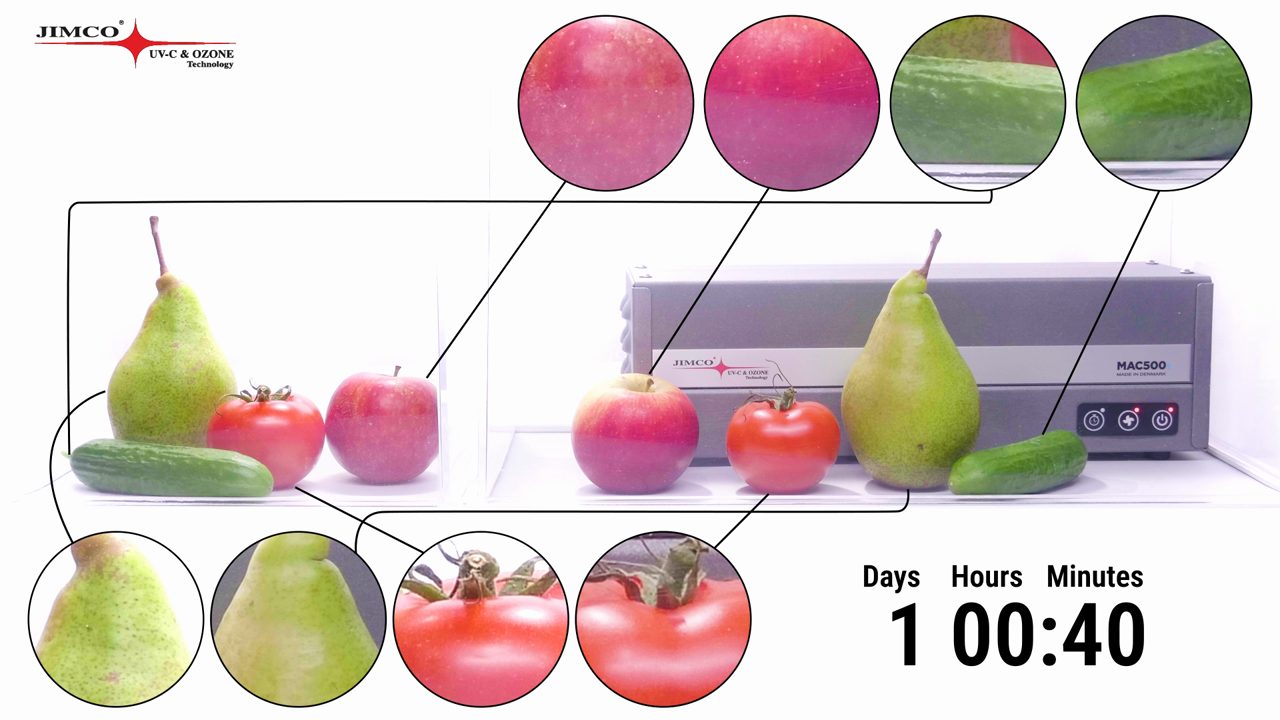 JIMCO®
UV-C & OZONE
Technology
JIMCO®
UV-C & OZONE
Technology
MAC500
MADE IN DENMARK
Days Hours Minutes
1 00:40